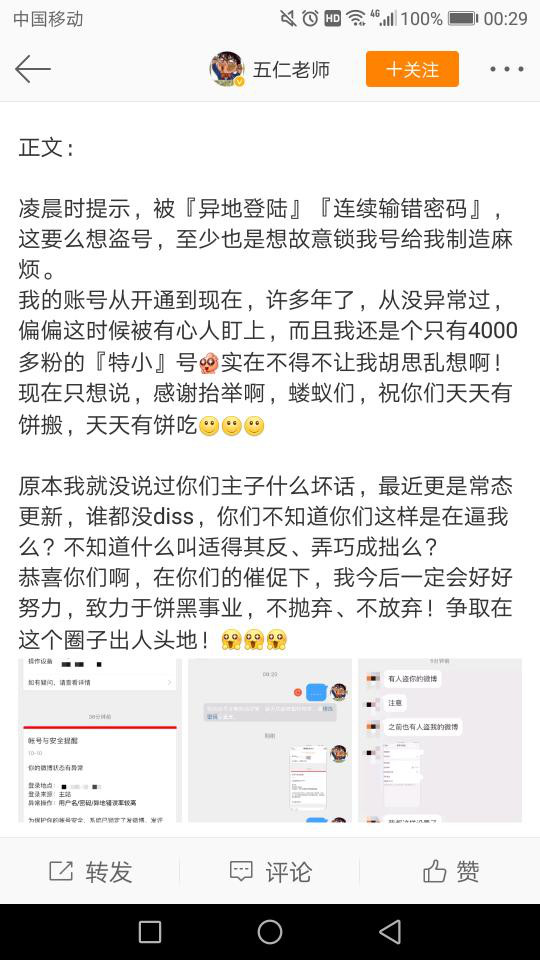 中国移动
HD
4G
100%
00:29
五仁老师
十关注
正文：
凌晨时提示，被『异地登陆』『连续输错密码』，
这要么想盗号，至少也是想故意锁我号给我制造麻
烦。
我的账号从开通到现在，许多年了，从没异常过，
偏偏这时候被有心人盯上，而且我还是个只有4000
多粉的『特小』号实在不得不让我胡思乱想啊！
现在只想说，感谢抬举啊，蝼蚁们，祝你们天天有
饼搬，天天有饼吃
原本我就没说过你们主子什么坏话，最近更是常态
更新，谁都没diss，你们不知道你们这样是在逼我
么？不知道什么叫适得其反、弄巧成拙么？
恭喜你们啊，在你们的催促下，我今后一定会好好
努力，致力于饼黑事业，不抛弃、不放弃！争取在
这个圈子出人头地！
操作设备
如有疑问，请查看详情
帐号与安全提醒
10-10
你的微博状态有异常
登录地点：
登录来源：主站
异常操作：用户名/密码/异地错误率较高
为保护你的帐号安全，系统已锁定了发微博、发评
刚刚
有人盗你的微博
注意
之前也有人盗我的微博
转发
评论
赞